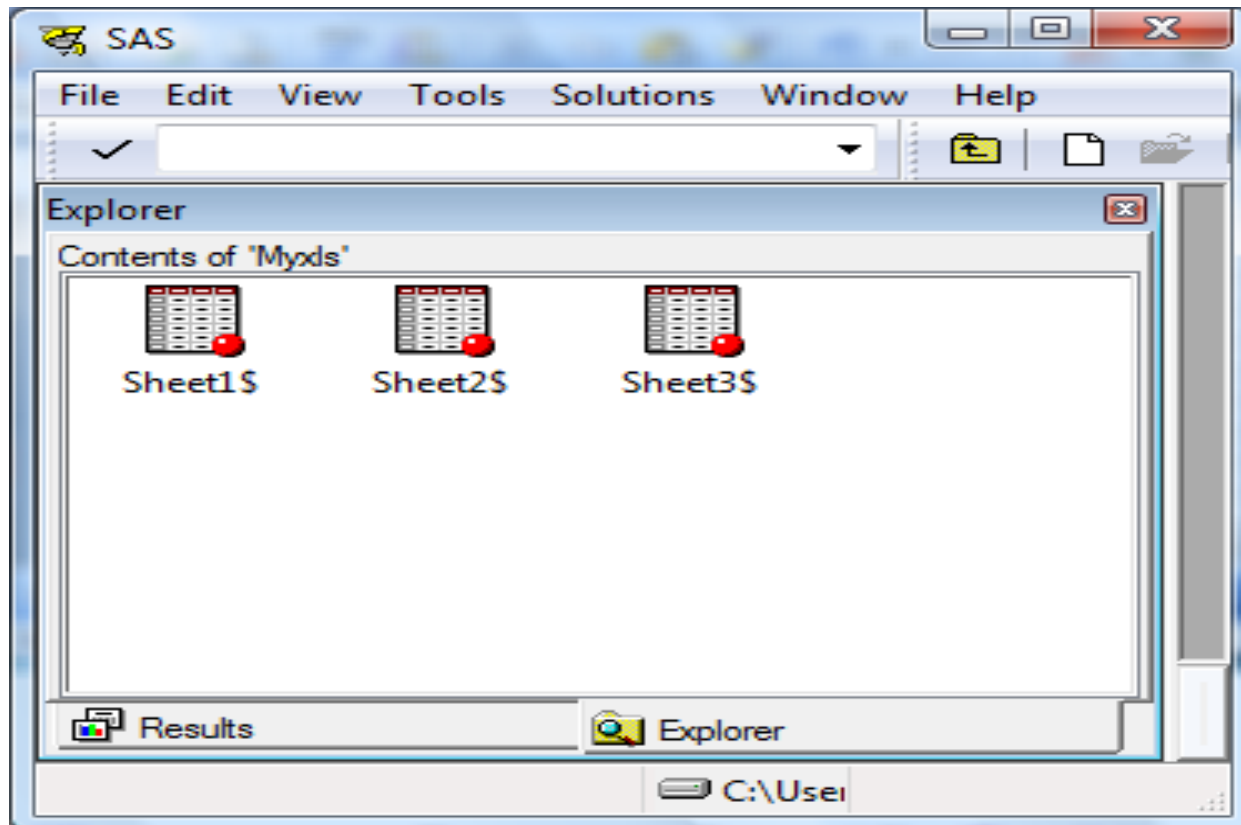 SAS
File Edit View Tools Solutions Window Help
Explorer
Contents of 'Myxls'
Sheet1$ Sheet2$ Sheet3$
Results Explorer
C:\User